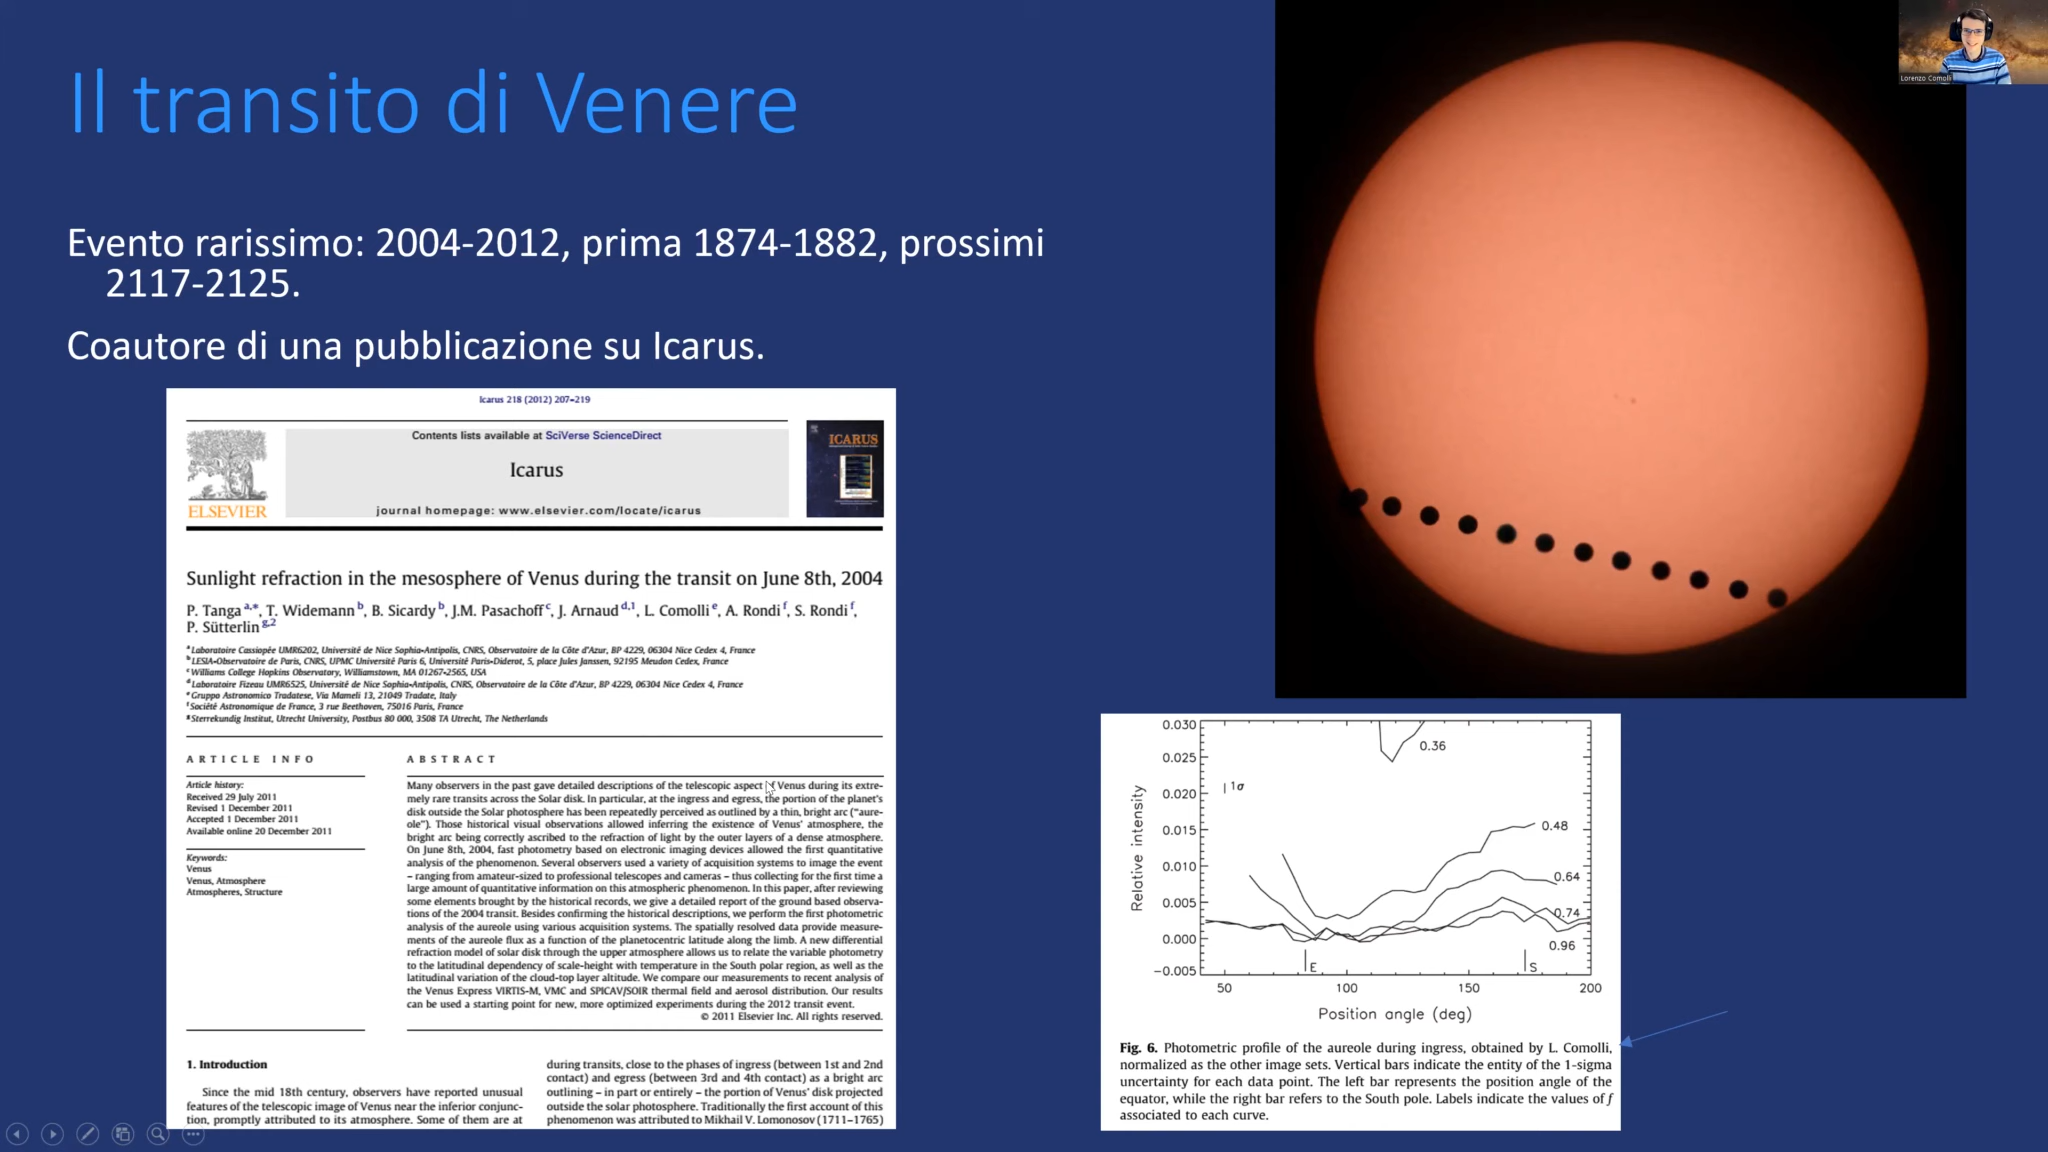 Il transito di Venere
Lorenzo Comolli
Evento rarissimo: 2004-2012, prima 1874-1882, prossimi
2117-2125.
Coautore di una pubblicazione su Icarus.
Icarus 218 (2012) 207–219
Contents lists available at SciVerse ScienceDirect
Icarus
journal homepage: www.elsevier.com/locate/icarus
ELSEVIER
ICARUS
Sunlight refraction in the mesosphere of Venus during the transit on June 8th, 2004
P. Tanga a,*, T. Widemann b, B. Sicardy b, J.M. Pasachoff c, J. Arnaud d,1, L. Comolli e, A. Rondi f, S. Rondi f,
P. Sütterlin g,2
a Laboratoire Cassiopée UMR6202, Université de Nice Sophia-Antipolis, CNRS, Observatoire de la Côte d'Azur, BP 4229, 06304 Nice Cedex 4, France
b LESIA-Observatoire de Paris, CNRS, UPMC Université Paris 6, Université Paris-Diderot, 5, place Jules Janssen, 92195 Meudon Cedex, France
c Williams College Hopkins Observatory, Williamstown, MA 01267-2565, USA
d Laboratoire Fizeau UMR6525, Université de Nice Sophia-Antipolis, CNRS, Observatoire de la Côte d'Azur, BP 4229, 06304 Nice Cedex 4, France
e Gruppo Astronomico Tradatese, Via Mameli 13, 21049 Tradate, Italy
f Société Astronomique de France, 3 rue Beethoven, 75016 Paris, France
g Sterrekundig Institut, Utrecht University, Postbus 80 000, 3508 TA Utrecht, The Netherlands
ARTICLE INFO
Article history:
Received 29 July 2011
Revised 1 December 2011
Accepted 1 December 2011
Available online 20 December 2011
Keywords:
Venus
Venus, Atmosphere
Atmospheres, Structure
ABSTRACT
Many observers in the past gave detailed descriptions of the telescopic aspect of Venus during its extre-
mely rare transits across the Solar disk. In particular, at the ingress and egress, the portion of the planet's
disk outside the Solar photosphere has been repeatedly perceived as outlined by a thin, bright arc ("aure-
ole"). Those historical visual observations allowed inferring the existence of Venus' atmosphere, the
bright arc being correctly ascribed to the refraction of light by the outer layers of a dense atmosphere.
On June 8th, 2004, fast photometry based on electronic imaging devices allowed the first quantitative
analysis of the phenomenon. Several observers used a variety of acquisition systems to image the event
– ranging from amateur-sized to professional telescopes and cameras – thus collecting for the first time a
large amount of quantitative information on this atmospheric phenomenon. In this paper, after reviewing
some elements brought by the historical records, we give a detailed report of the ground based observa-
tions of the 2004 transit. Besides confirming the historical descriptions, we perform the first photometric
analysis of the aureole using various acquisition systems. The spatially resolved data provide measure-
ments of the aureole flux as a function of the planetocentric latitude along the limb. A new differential
refraction model of solar disk through the upper atmosphere allows us to relate the variable photometry
to the latitudinal dependency of scale-height with temperature in the South polar region, as well as the
latitudinal variation of the cloud-top layer altitude. We compare our measurements to recent analysis of
the Venus Express VIRTIS-M, VMC and SPICAV/SOIR thermal field and aerosol distribution. Our results
can be used a starting point for new, more optimized experiments during the 2012 transit event.
© 2011 Elsevier Inc. All rights reserved.
1. Introduction
Since the mid 18th century, observers have reported unusual
features of the telescopic image of Venus near the inferior conjunc-
tion, promptly attributed to its atmosphere. Some of them are at
during transits, close to the phases of ingress (between 1st and 2nd
contact) and egress (between 3rd and 4th contact) as a bright arc
outlining – in part or entirely – the portion of Venus' disk projected
outside the solar photosphere. Traditionally the first account of this
phenomenon was attributed to Mikhail V. Lomonosov (1711–1765)
0.030
0.025
0.020
0.015
0.010
0.005
0.000
−0.005
Relative intensity
1σ
0.36
0.48
0.64
0.74
0.96
E
S
50 100 150 200
Position angle (deg)
Fig. 6. Photometric profile of the aureole during ingress, obtained by L. Comolli,
normalized as the other image sets. Vertical bars indicate the entity of the 1-sigma
uncertainty for each data point. The left bar represents the position angle of the
equator, while the right bar refers to the South pole. Labels indicate the values of f
associated to each curve.